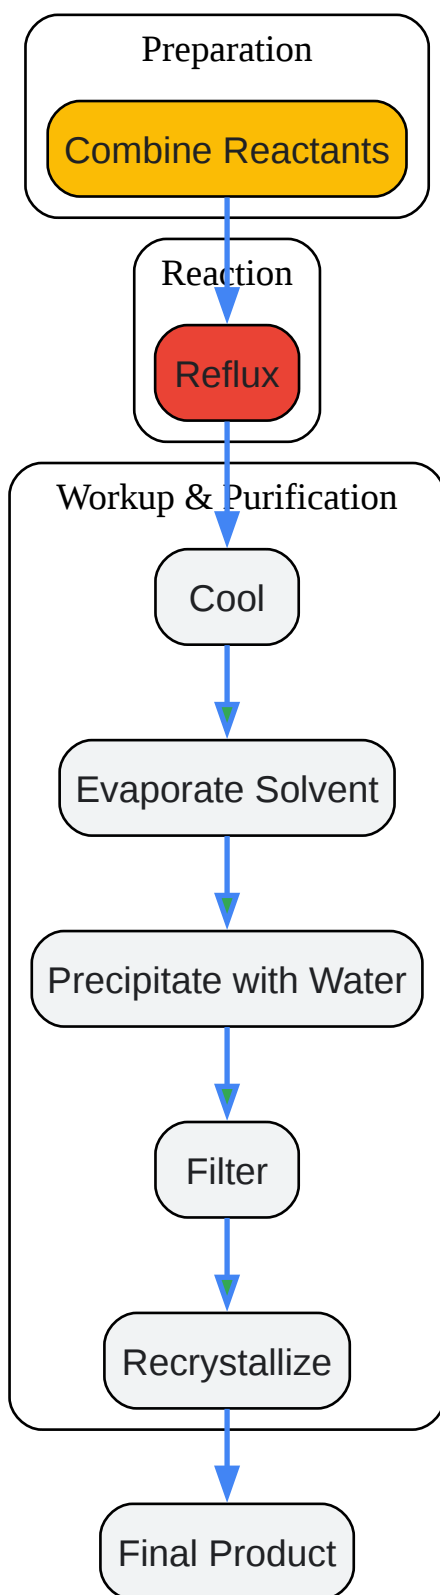 Preparation
Combine Reactants
Reaction
Reflux
Workup & Purification
Cool
Evaporate Solvent
Precipitate with Water
Filter
Recrystallize
Final Product